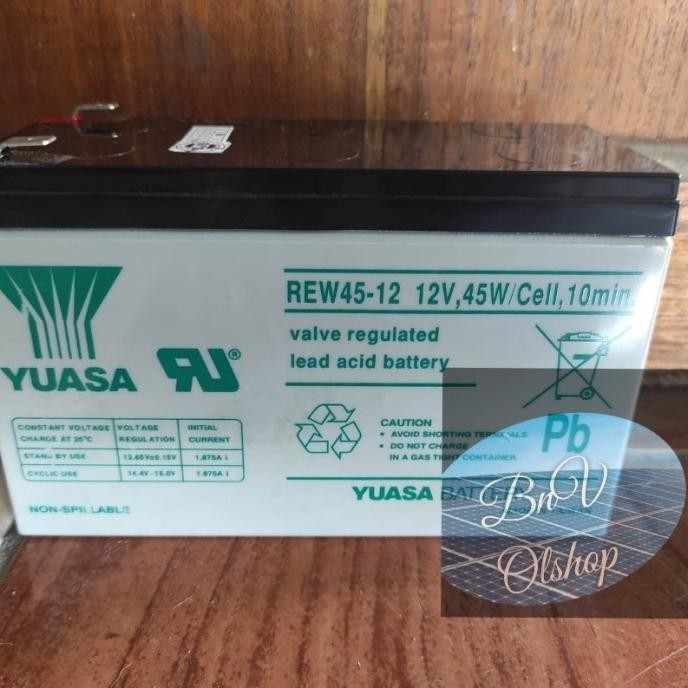 REW45-12 12V,45W/Cell,10min.
valve regulated
lead acid battery
YUASA
CONSTANT VOLTAGE VOLTAGE INITIAL
CHARGE AT 25°C REGULATION CURRENT
STAND BY USE 13.65V±0.15V 1.875A
CYCLIC USE 14.4V-15.0V 1.875A
NON-SPILLABLE
CAUTION
• AVOID SHORTING TERMINALS.
• DO NOT CHARGE
IN A GAS TIGHT CONTAINER.
Pb
YUASA BATTERY
BnV
Olshop